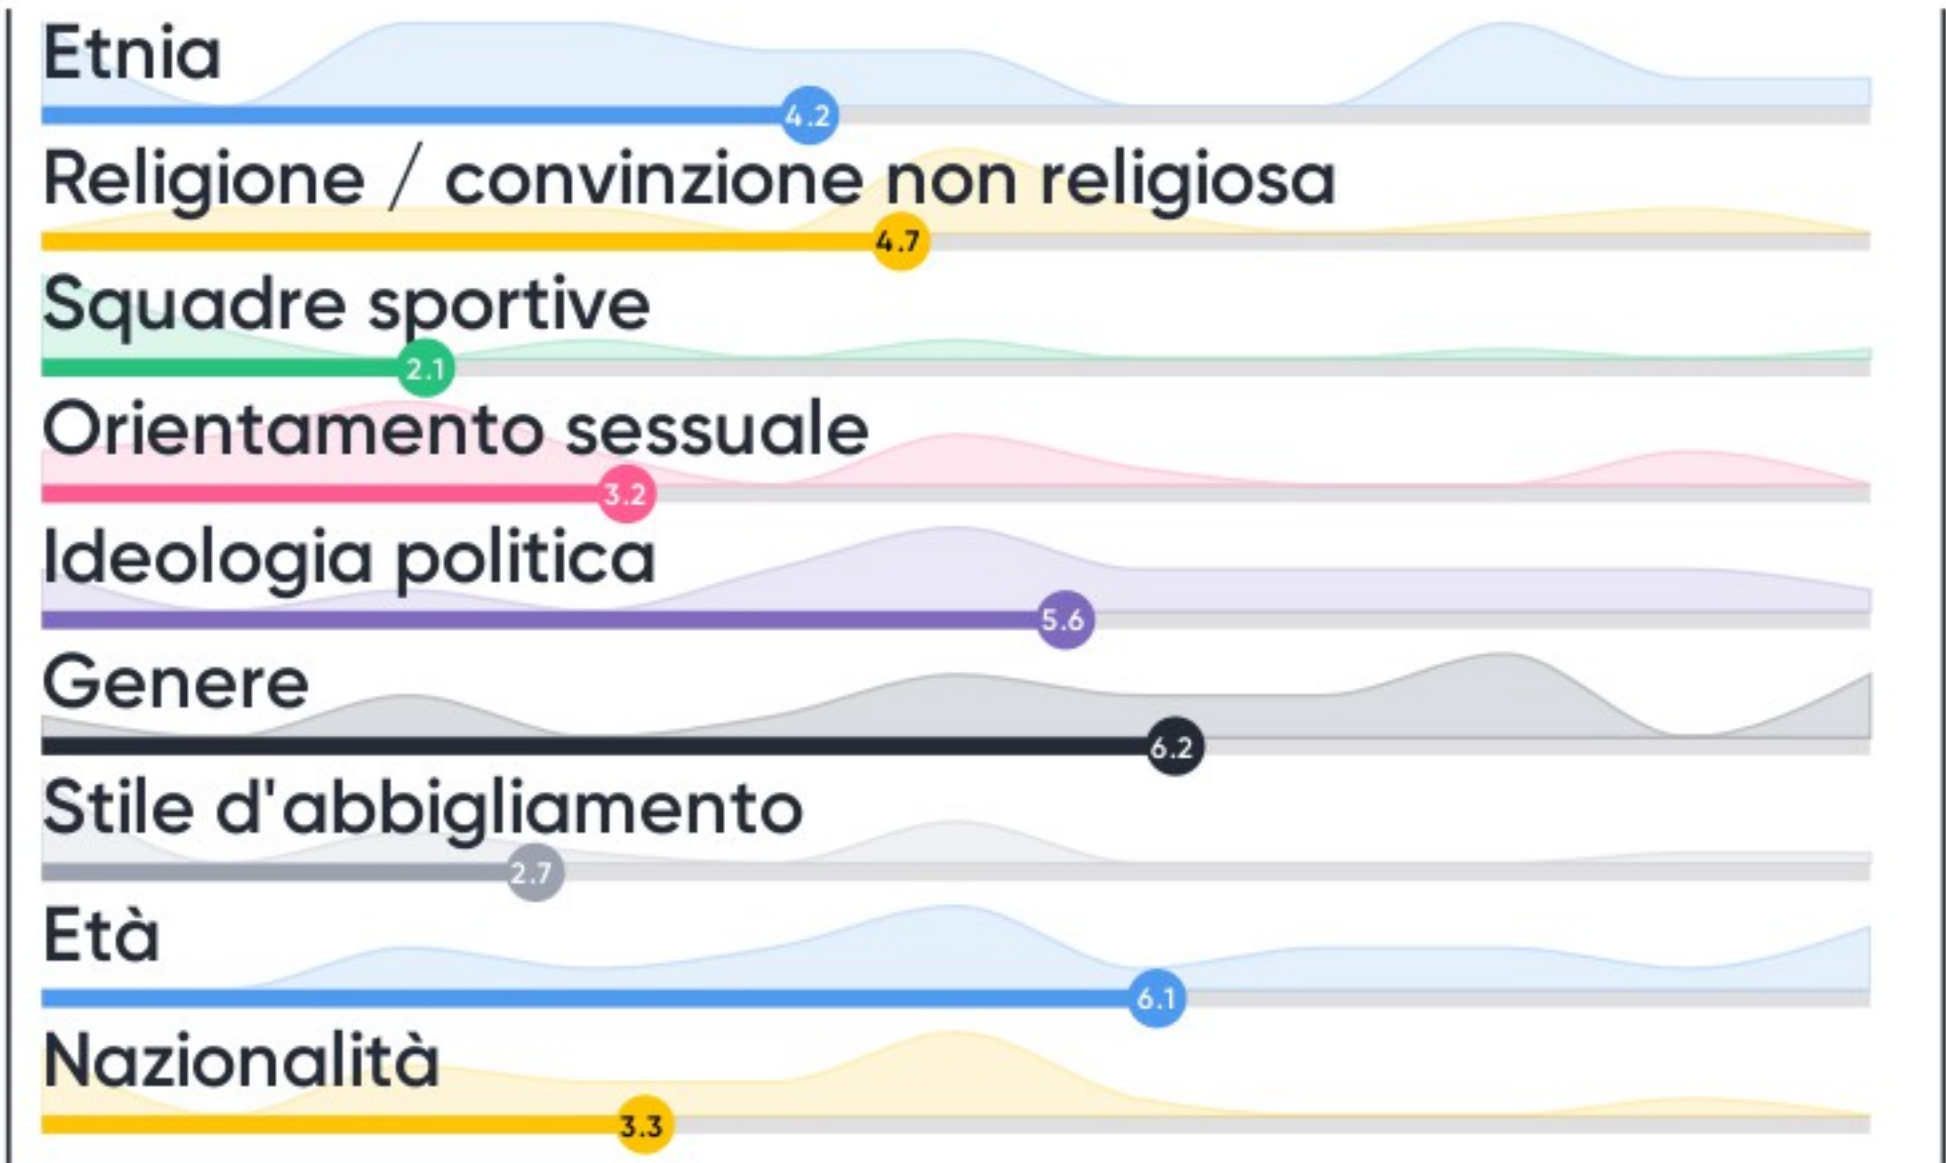 Etnia
4.2
Religione / convinzione non religiosa
4.7
Squadre sportive
2.1
Orientamento sessuale
3.2
Ideologia politica
5.6
Genere
6.2
Stile d'abbigliamento
2.7
Età
6.1
Nazionalità
3.3